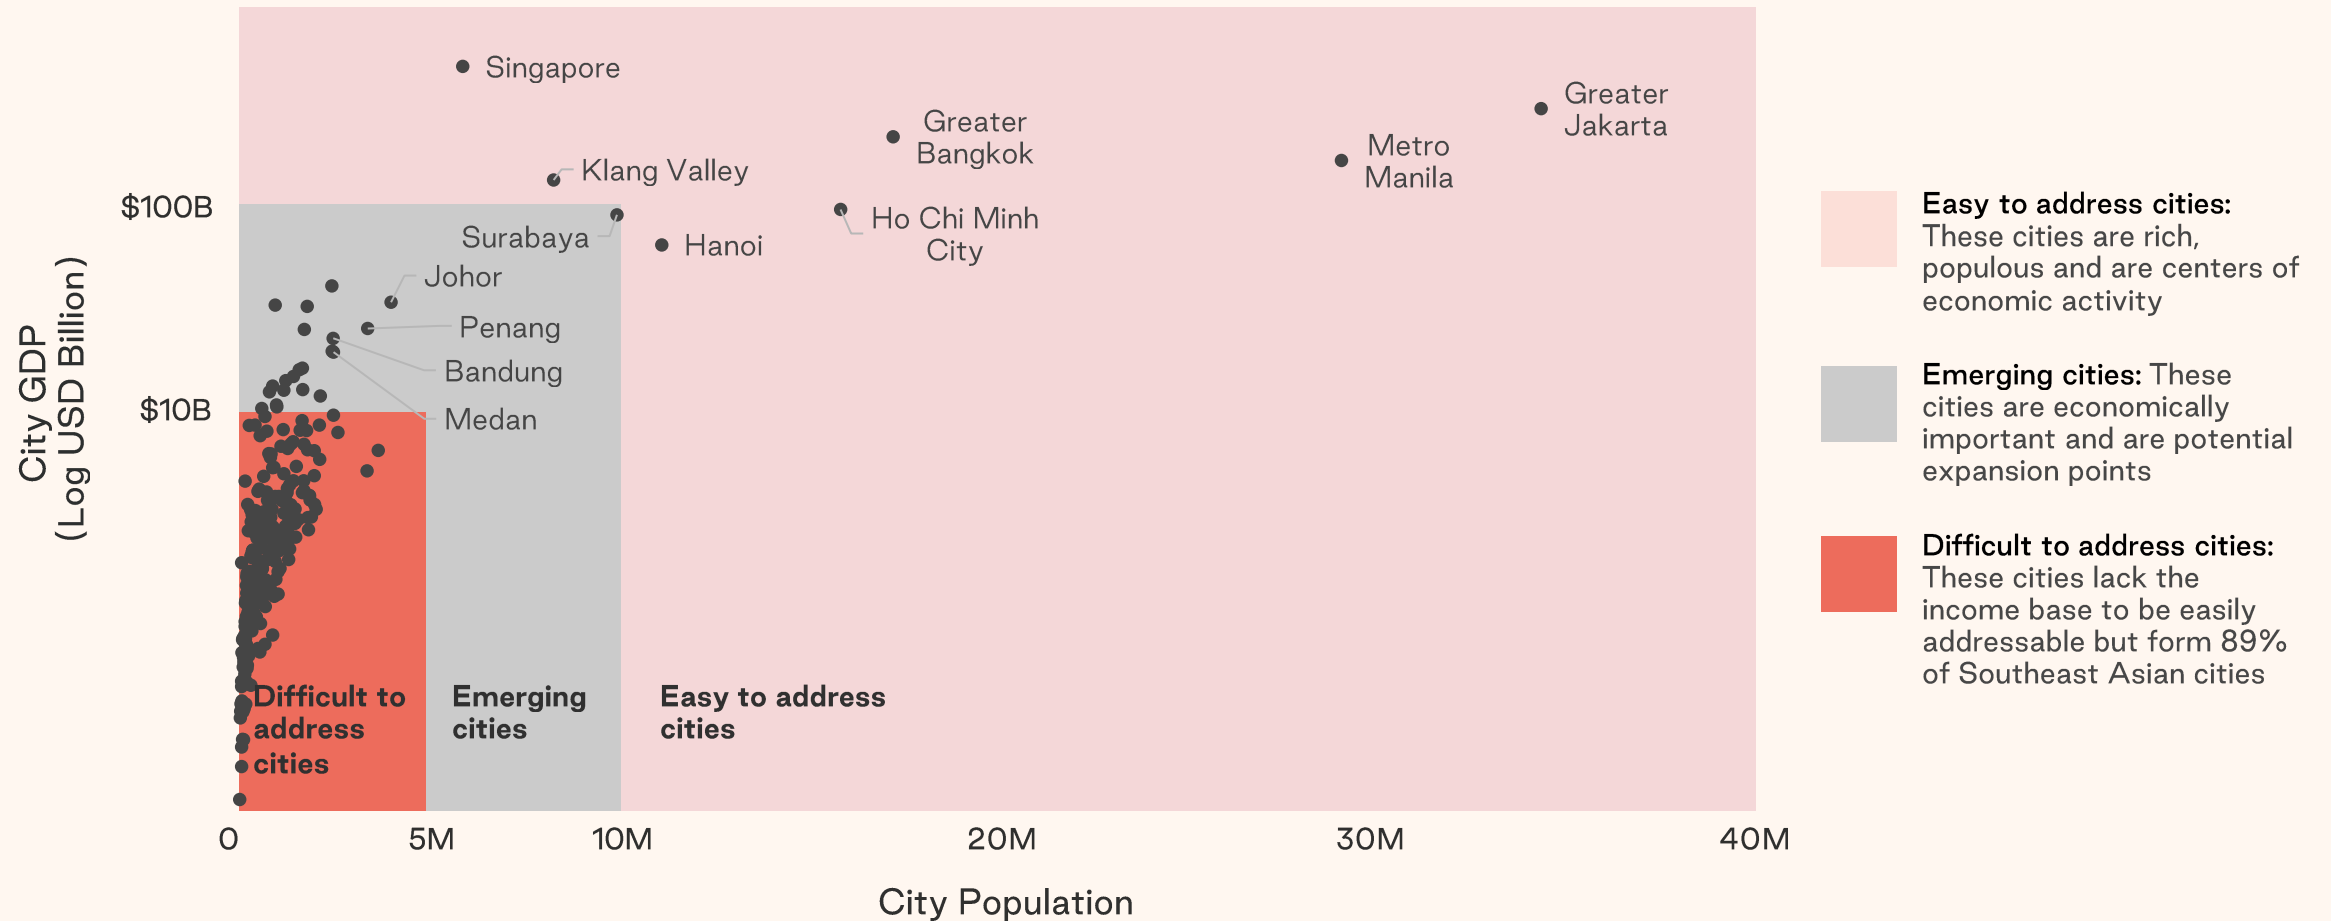 Singapore
Greater
Jakarta
Greater
Bangkok
Metro
Manila
Klang Valley
$100B
Ho Chi Minh
City
Surabaya
Hanoi
Johor
Penang
Bandung
$10B
Medan
City GDP
(Log USD Billion)
Difficult to
address
cities
Emerging
cities
Easy to address
cities
0
5M
10M
20M
30M
40M
City Population
Easy to address cities:
These cities are rich,
populous and are centers of
economic activity
Emerging cities: These
cities are economically
important and are potential
expansion points
Difficult to address cities:
These cities lack the
income base to be easily
addressable but form 89%
of Southeast Asian cities